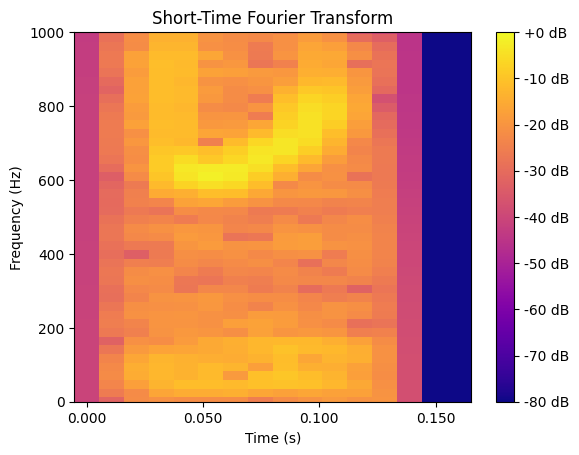 Short-Time Fourier Transform
1000
800
600
400
200
0
Frequency (Hz)
0.000
0.050
0.100
0.150
Time (s)
+0 dB
-10 dB
-20 dB
-30 dB
-40 dB
-50 dB
-60 dB
-70 dB
-80 dB